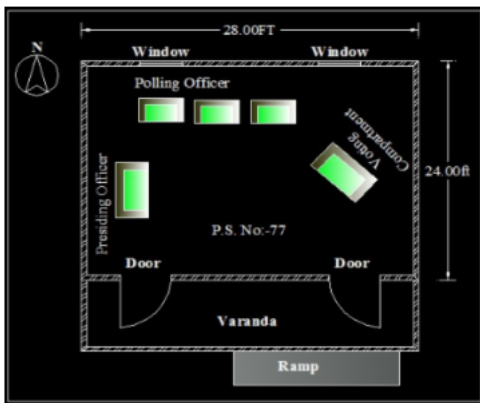 28.00FT
N
Window
Window
Polling Officer
Voting
Compartment
24.00ft
Presiding Officer
P.S. No:-77
Door
Door
Varanda
Ramp